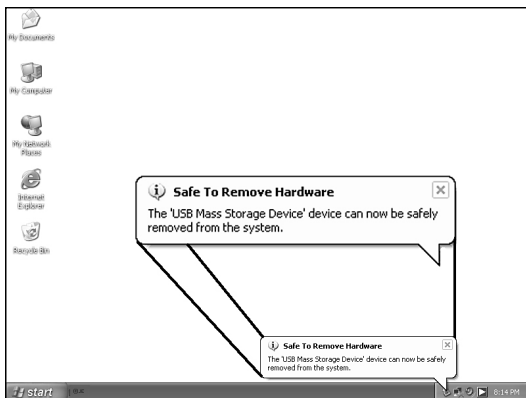 My Documents
My Computer
My Network
Places
Internet
Explorer
Recycle Bin
Safe To Remove Hardware
The 'USB Mass Storage Device' device can now be safely
removed from the system.
Safe To Remove Hardware
The 'USB Mass Storage Device' device can now be safely
removed from the system.
start
8:14 PM